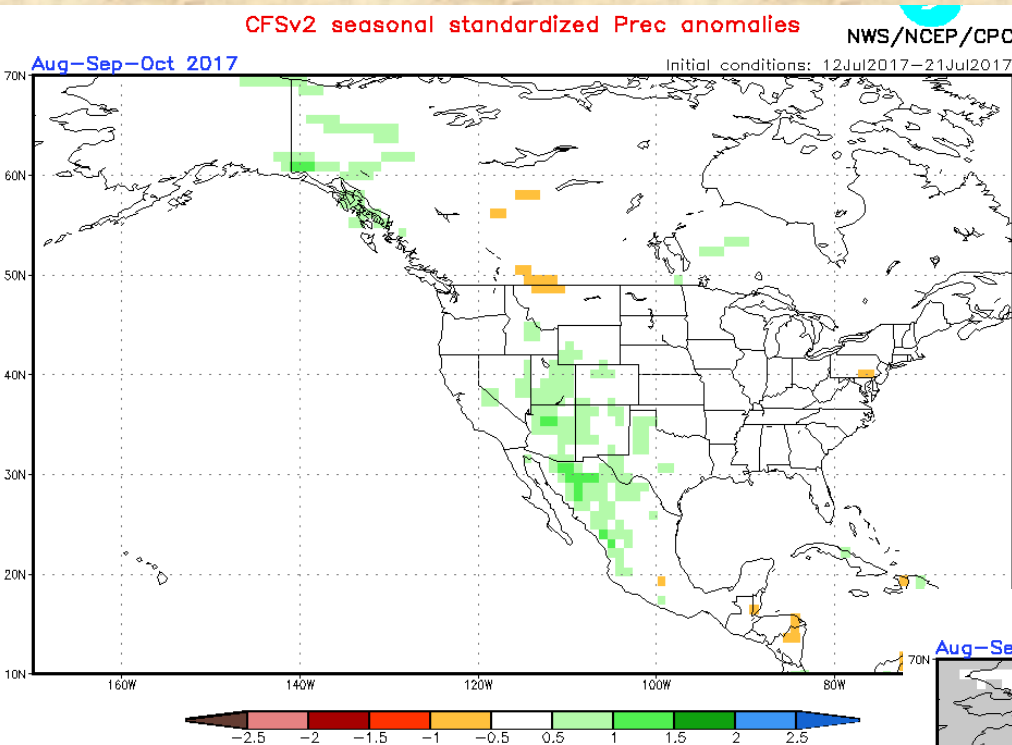 CFSv2 seasonal standardized Prec anomalies
NWS/NCEP/CPC
Aug-Sep-Oct 2017
Initial conditions: 12Jul2017-21Jul2017
70N
60N
50N
40N
30N
20N
10N
160W 140W 120W 100W 80W
Aug-Se
70N
-2.5 -2 -1.5 -1 -0.5 0.5 1 1.5 2 2.5